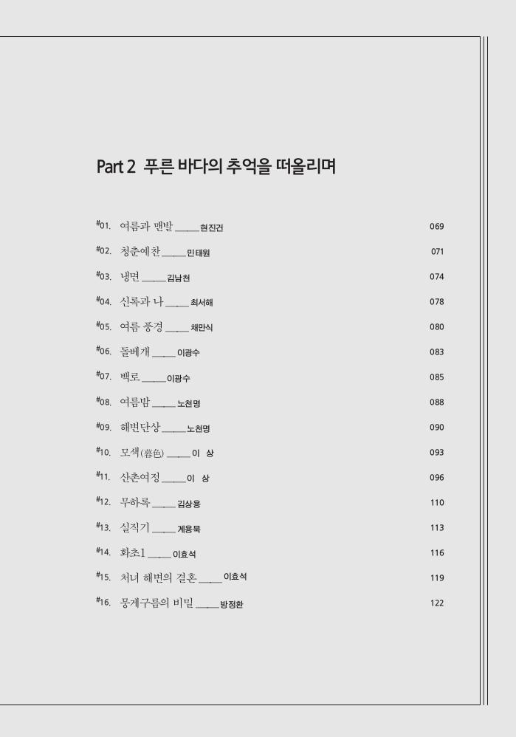 Part 2 푸른 바다의 추억을 떠올리며
#01. 여름과 맨발 _____ 현진건 069
#02. 청춘예찬 _____ 민태원 071
#03. 냉면 _____ 김남천 074
#04. 신록과 나 _____ 최서해 078
#05. 여름 풍경 _____ 채만식 080
#06. 돌베개 _____ 이광수 083
#07. 백로 _____ 이광수 085
#08. 여름밤 _____ 노천명 088
#09. 해변단상 _____ 노천명 090
#10. 모색(暮色) _____ 이 상 093
#11. 산촌여정 _____ 이 상 096
#12. 무하록 _____ 김상용 110
#13. 실직기 _____ 계용묵 113
#14. 화초1 _____ 이효석 116
#15. 처녀 해변의 결혼 _____ 이효석 119
#16. 뭉게구름의 비밀 _____ 방정환 122